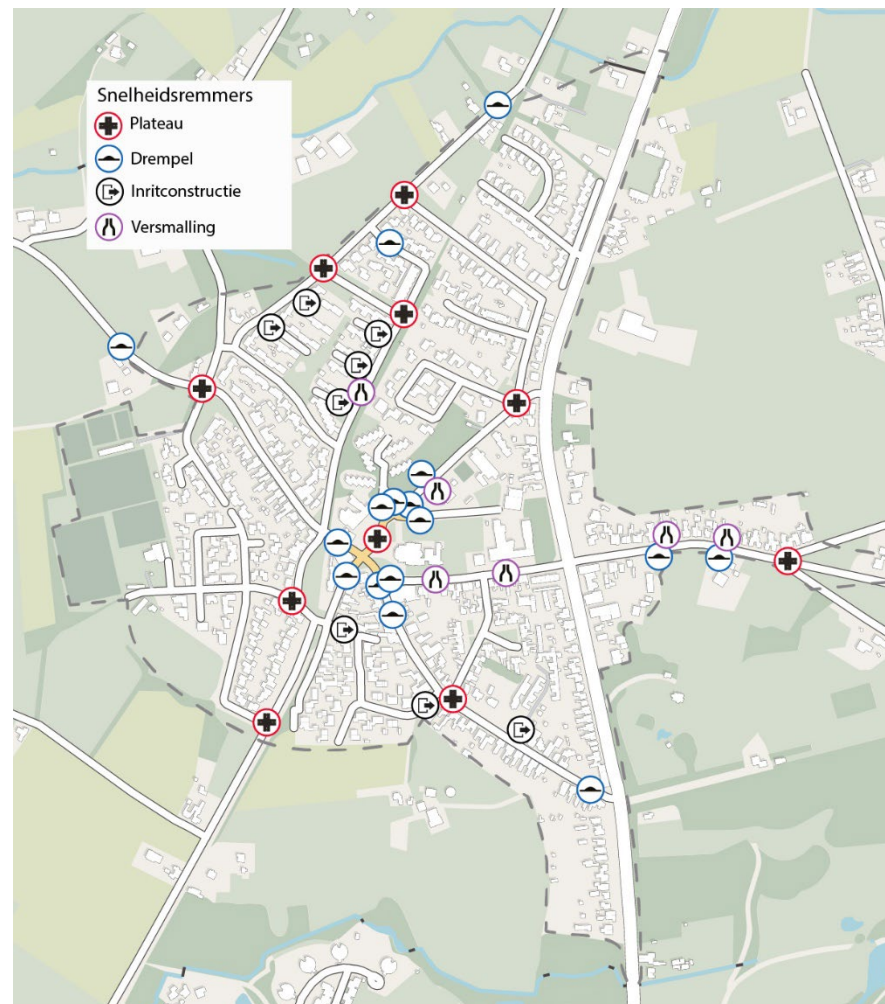 Snelheidsremmers
Plateau
Drempel
Inritconstructie
Versmalling